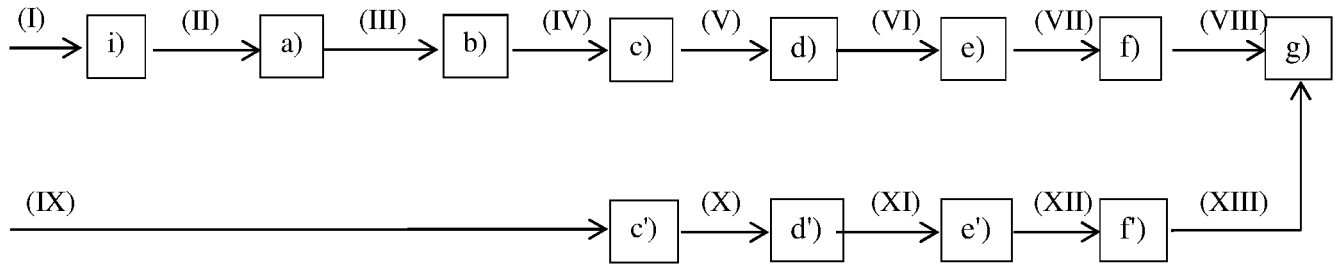 (I) (II) (III) (IV) (V) (VI) (VII) (VIII)
i) a) b) c) d) e) f) g)
(IX) (X) (XI) (XII) (XIII)
c') d') e') f')